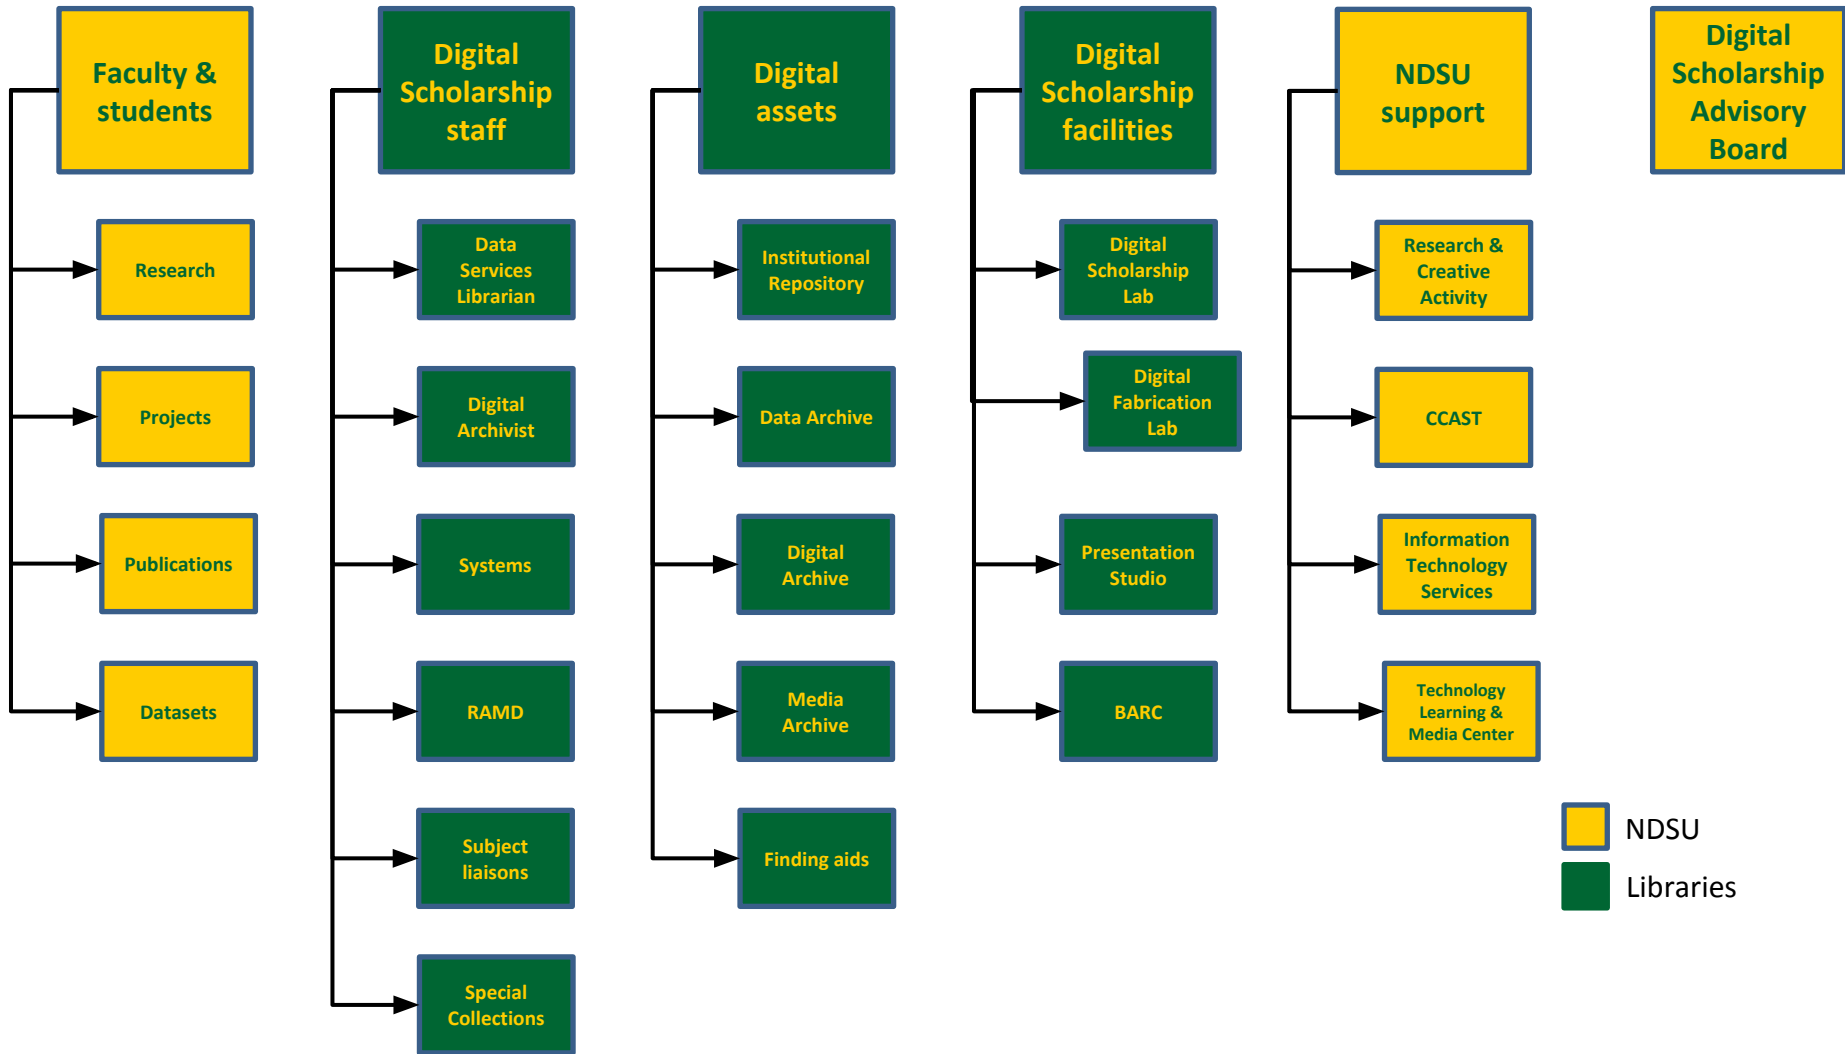 Faculty &
students
Research
Projects
Publications
Datasets
Digital
Scholarship
staff
Data
Services
Librarian
Digital
Archivist
Systems
RAMD
Subject
liaisons
Special
Collections
Digital
assets
Institutional
Repository
Data Archive
Digital
Archive
Media
Archive
Finding aids
Digital
Scholarship
facilities
Digital
Scholarship
Lab
Digital
Fabrication
Lab
Presentation
Studio
BARC
NDSU
support
Research &
Creative
Activity
CCAST
Information
Technology
Services
Technology
Learning &
Media Center
Digital
Scholarship
Advisory
Board
NDSU
Libraries